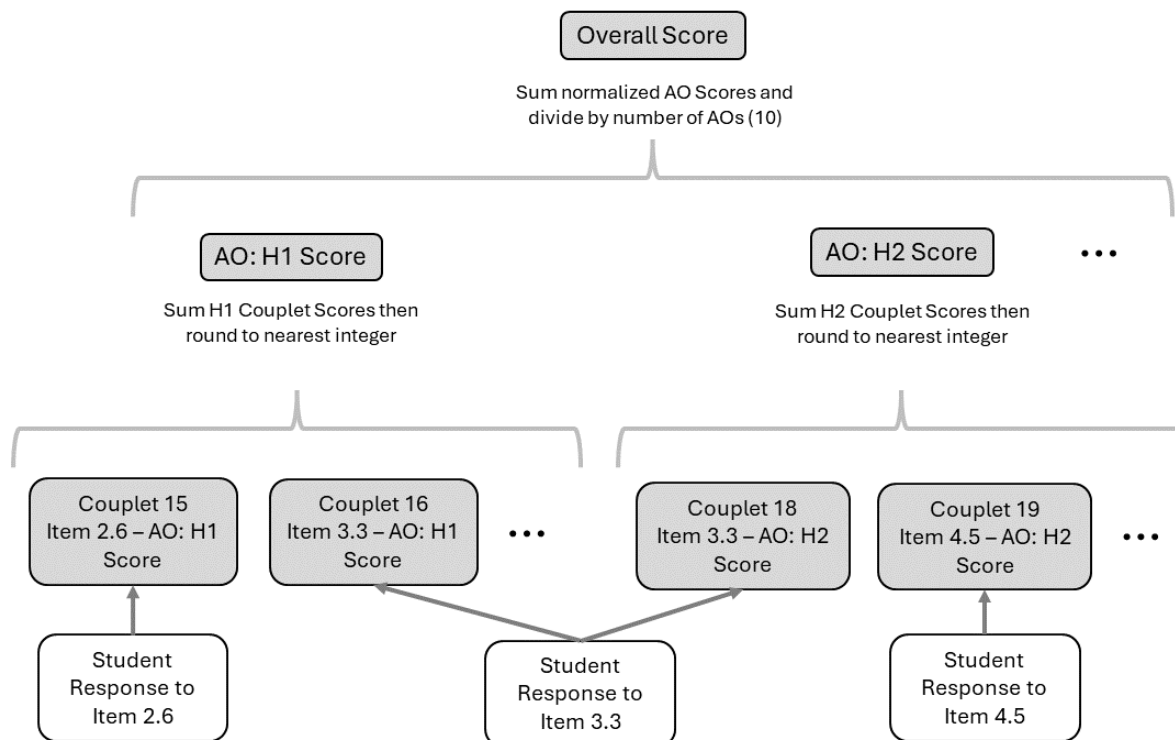 Overall Score
Sum normalized AO Scores and
divide by number of AOs (10)
AO: H1 Score
AO: H2 Score
...
Sum H1 Couplet Scores then
round to nearest integer
Sum H2 Couplet Scores then
round to nearest integer
Couplet 15
Item 2.6 – AO: H1
Score
Couplet 16
Item 3.3 – AO: H1
Score
...
Couplet 18
Item 3.3 – AO: H2
Score
Couplet 19
Item 4.5 – AO: H2
Score
...
Student
Response to
Item 2.6
Student
Response to
Item 3.3
Student
Response to
Item 4.5